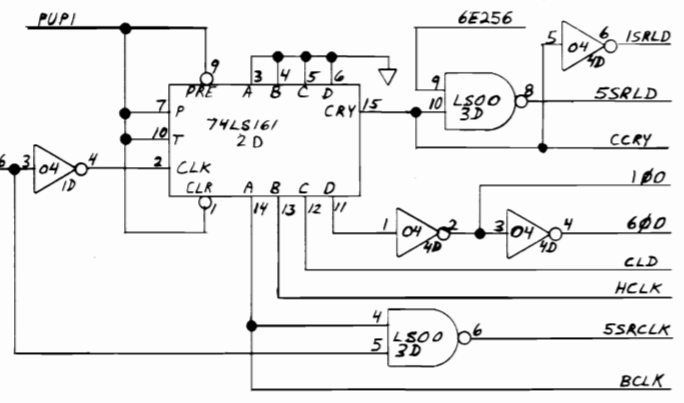 PUP1
6E256
9
PRE
3 4 5 6
A B C D
7 P
CRY 15
74LS161
2D
10 T
2 CLK
CLR
1
A B C D
14 13 12 11
6
3 04 4
1D
9
10
LS00
3D
8
5 04 6
4D
1SRLD
5SRLD
CCRY
1Ø0
1 04 2
4D
3 04 4
4D
6Ø0
CLD
HCLK
4
5
LS00
3D
6
5SRCLK
BCLK